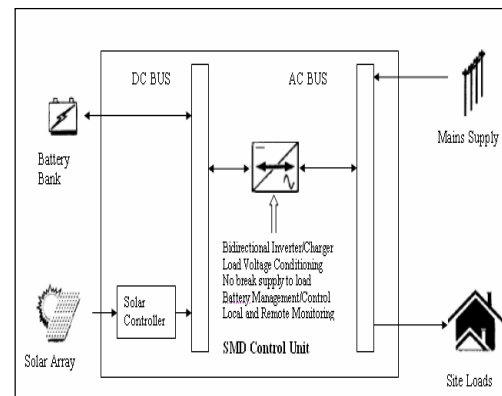 DC BUS
AC BUS
Battery
Bank
Mains Supply
Bidirectional Inverter/Charger
Load Voltage Conditioning
No break supply to load
Battery Management/Control
Local and Remote Monitoring
Solar
Controller
Solar Array
SMD Control Unit
Site Loads